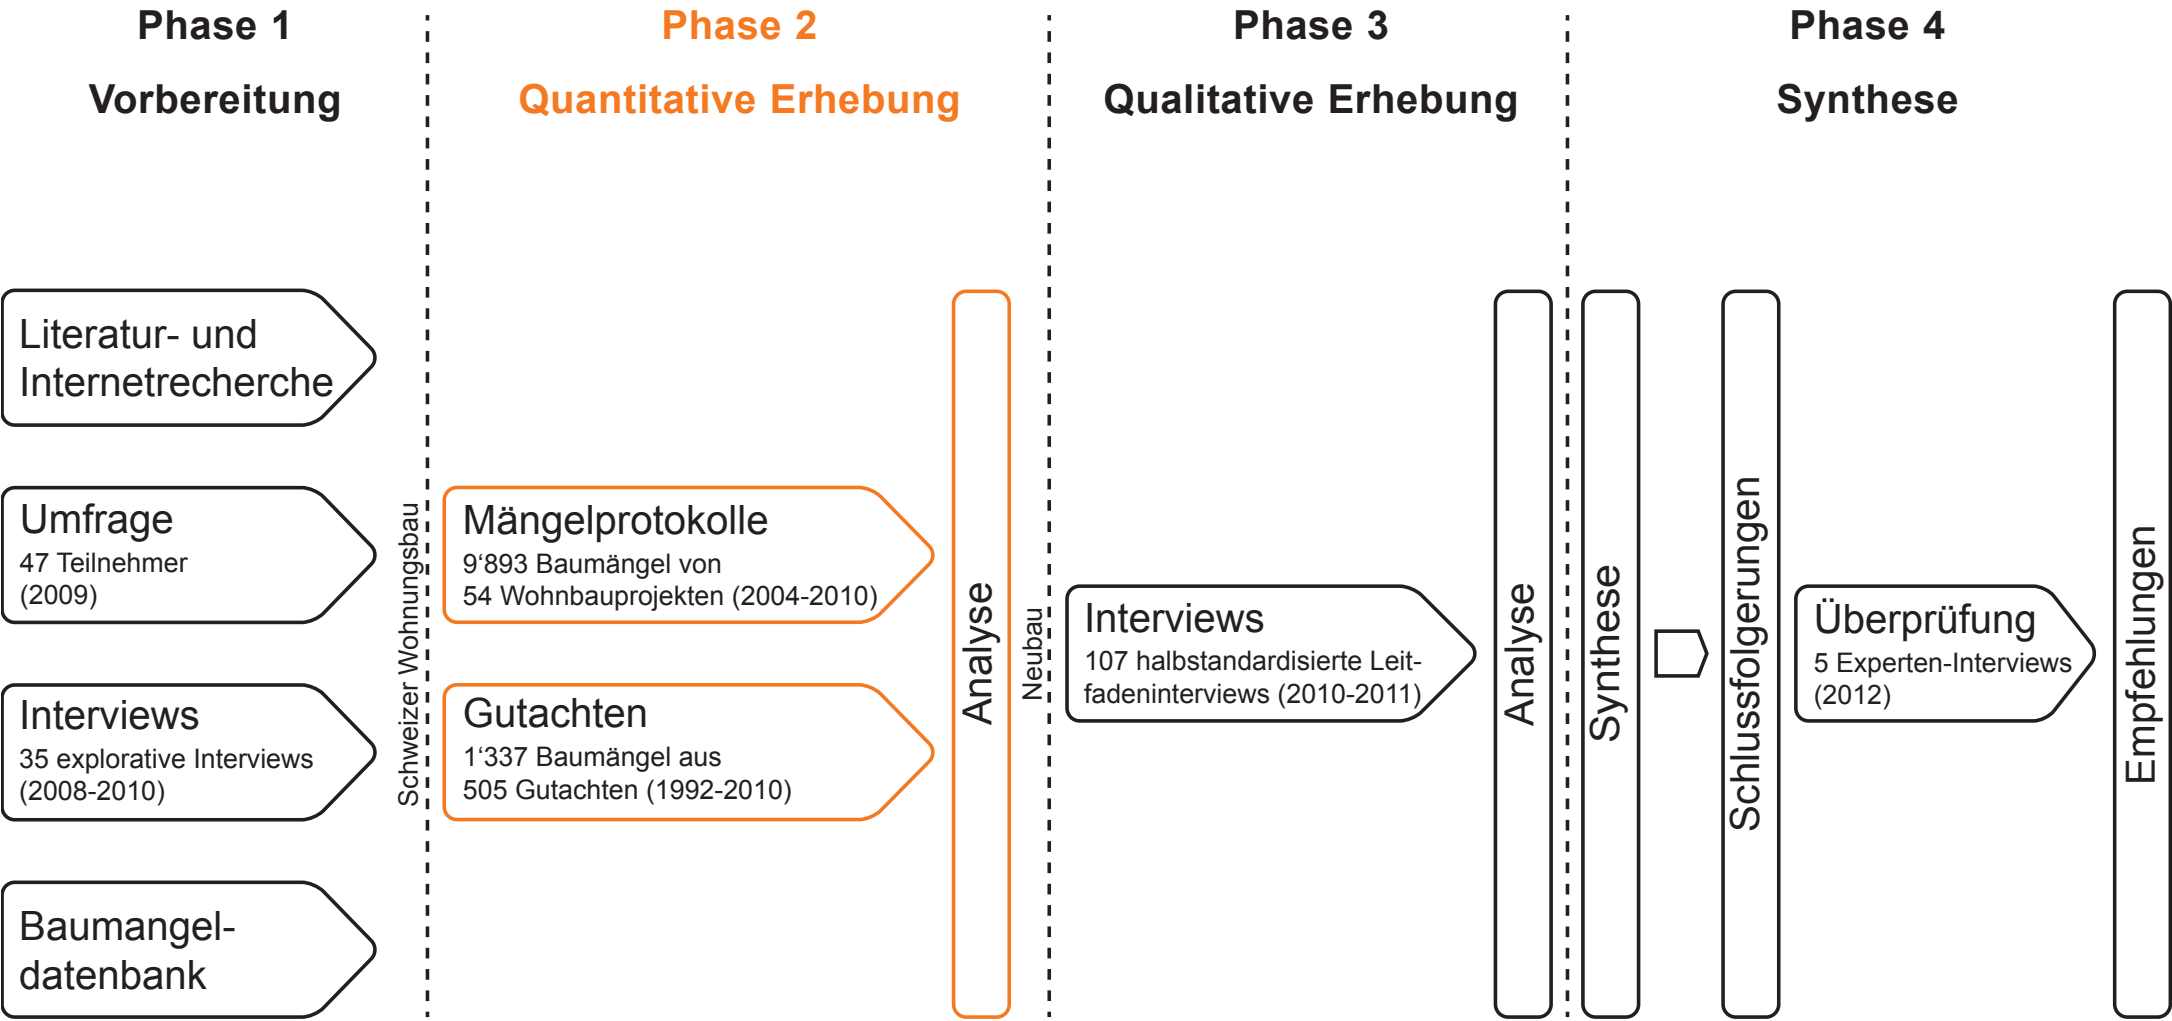 Phase 1
Vorbereitung
Literatur- und
Internetrecherche
Umfrage
47 Teilnehmer
(2009)
Interviews
35 explorative Interviews
(2008-2010)
Baumangel-
datenbank
Schweizer Wohnungsbau
Phase 2
Quantitative Erhebung
Mängelprotokolle
9‘893 Baumängel von
54 Wohnbauprojekten (2004-2010)
Gutachten
1‘337 Baumängel aus
505 Gutachten (1992-2010)
Analyse
Neubau
Phase 3
Qualitative Erhebung
Interviews
107 halbstandardisierte Leit-
fadeninterviews (2010-2011)
Analyse
Phase 4
Synthese
Synthese
Schlussfolgerungen
Überprüfung
5 Experten-Interviews
(2012)
Empfehlungen